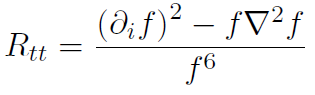 R_{tt} = \frac{(\partial_i f)^2 - f \nabla^2 f}{f^6}